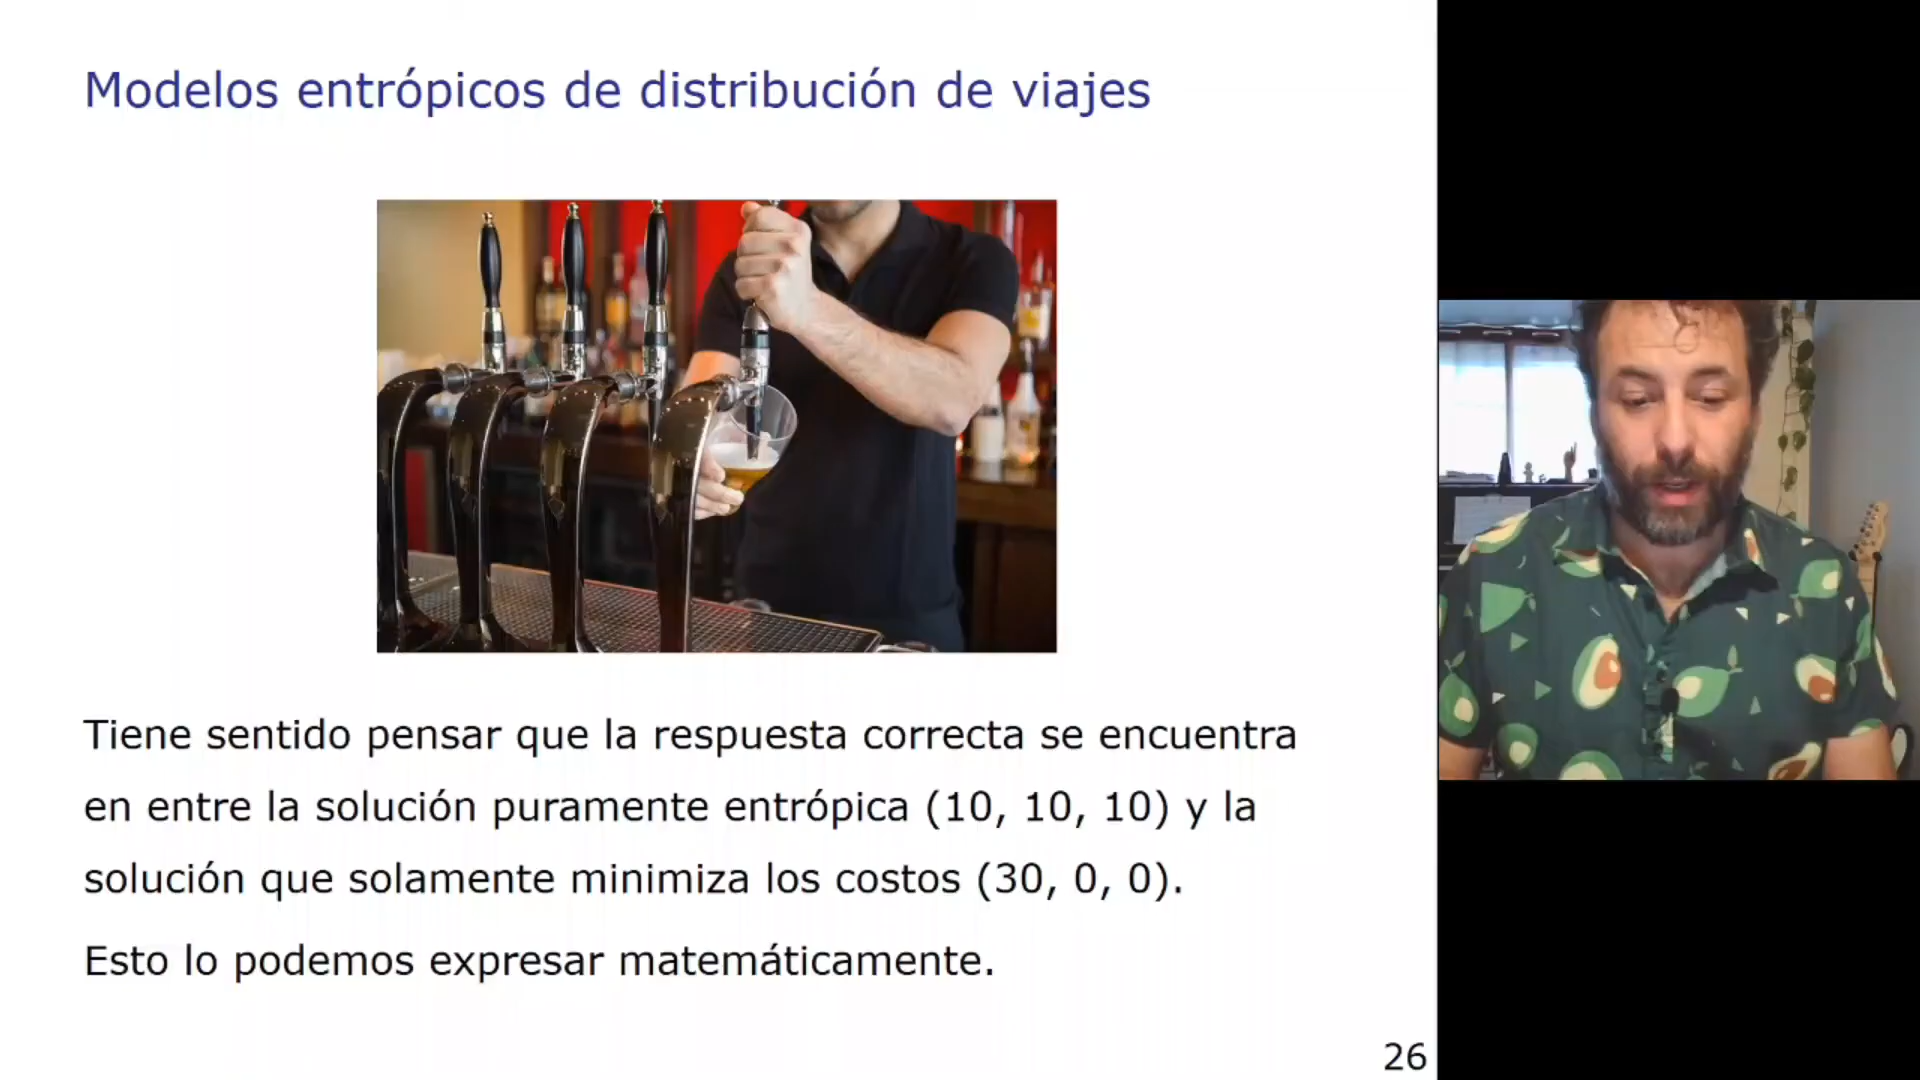 Modelos entrópicos de distribución de viajes
Tiene sentido pensar que la respuesta correcta se encuentra
en entre la solución puramente entrópica (10, 10, 10) y la
solución que solamente minimiza los costos (30, 0, 0).
Esto lo podemos expresar matemáticamente.
26